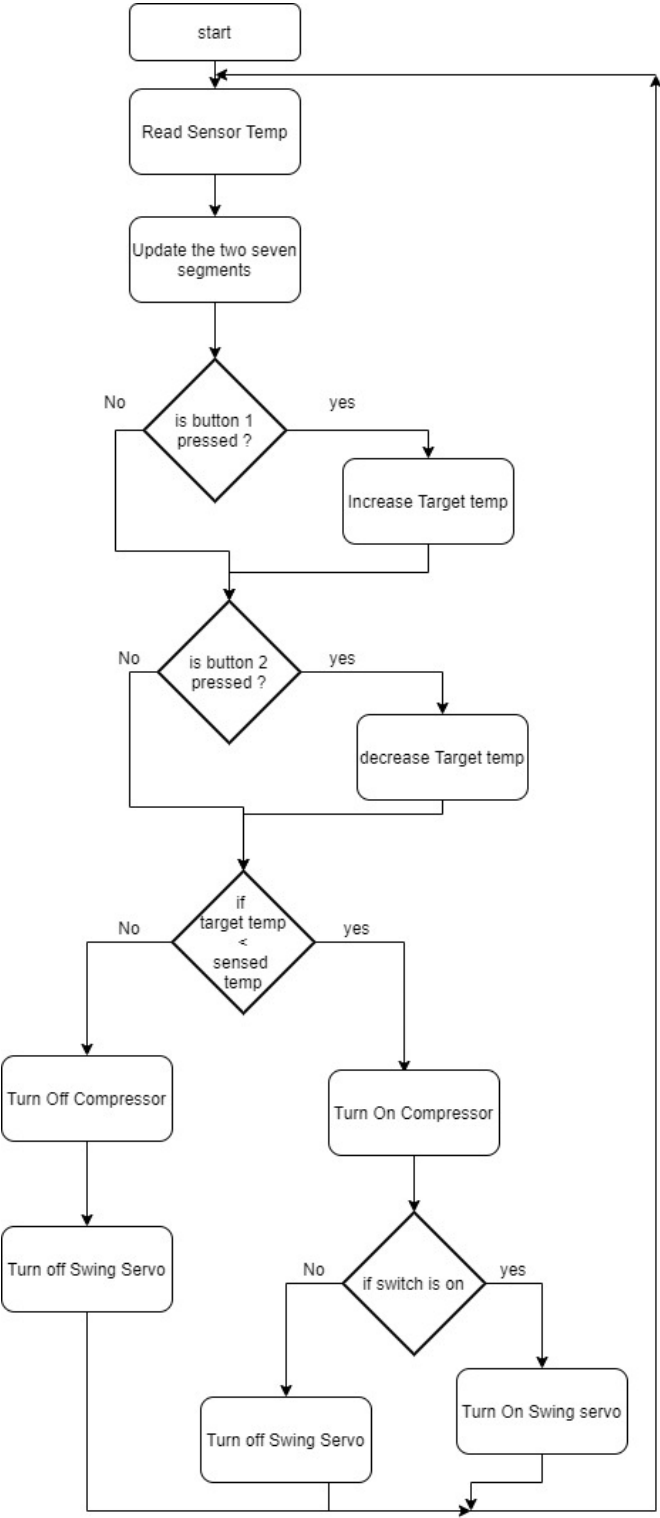 start
Read Sensor Temp
Update the two seven
segments
No
yes
is button 1
pressed ?
Increase Target temp
No
yes
is button 2
pressed ?
decrease Target temp
if
target temp
<
sensed
temp
No
yes
Turn Off Compressor
Turn On Compressor
Turn off Swing Servo
No
if switch is on
yes
Turn off Swing Servo
Turn On Swing servo